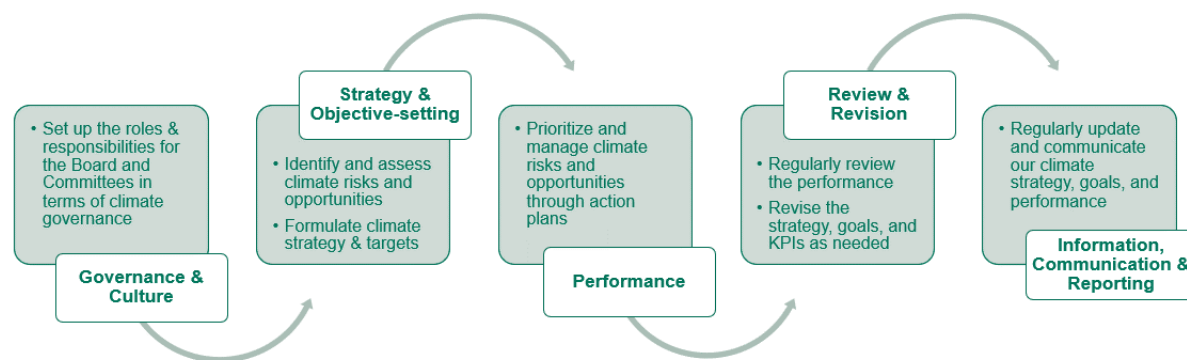 • Set up the roles &
responsibilities for
the Board and
Committees in
terms of climate
governance
Governance &
Culture
Strategy &
Objective-setting
• Identify and assess
climate risks and
opportunities
• Formulate climate
strategy & targets
• Prioritize and
manage climate
risks and
opportunities
through action
plans
Performance
Review &
Revision
• Regularly review
the performance
• Revise the
strategy, goals, and
KPIs as needed
• Regularly update
and communicate
our climate
strategy, goals, and
performance
Information,
Communication &
Reporting